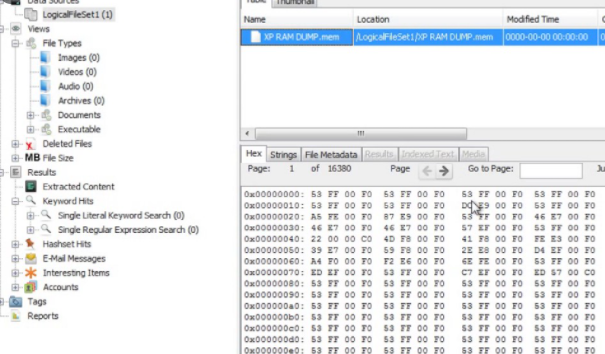 Data Sources
LogicalFileSet1 (1)
Views
File Types
Images (0)
Videos (0)
Audio (0)
Archives (0)
Documents
Executable
Deleted Files
MB File Size
Results
Extracted Content
Keyword Hits
Single Literal Keyword Search (0)
Single Regular Expression Search (0)
Hashset Hits
E-Mail Messages
Interesting Items
Accounts
Tags
Reports
Table Thumbnail
Name Location Modified Time
XP RAM DUMP.mem /LogicalFileSet1/XP RAM DUMP.mem 0000-00-00 00:00:00
Hex Strings File Metadata Results Indexed Text Media
Page: 1 of 16380 Page Go to Page:
0x00000000: 53 FF 00 F0 53 FF 00 F0 53 FF 00 F0 53 FF 00 F0
0x00000010: 53 FF 00 F0 53 FF 00 F0 00 F0 53 FF 00 F0
0x00000020: A5 FE 00 F0 87 E9 00 F0 53 FF 00 F0 46 E7 00 F0
0x00000030: 46 E7 00 F0 46 E7 00 F0 57 EF 00 F0 53 FF 00 F0
0x00000040: 22 00 00 C0 4D F8 00 F0 41 F8 00 F0 FE E3 00 F0
0x00000050: 39 E7 00 F0 59 F8 00 F0 2E E8 00 F0 D4 EF 00 F0
0x00000060: A4 F0 00 F0 F2 E6 00 F0 6E FE 00 F0 53 FF 00 F0
0x00000070: ED EF 00 F0 53 FF 00 F0 C7 EF 00 F0 ED 57 00 C0
0x00000080: 53 FF 00 F0 53 FF 00 F0 53 FF 00 F0 53 FF 00 F0
0x00000090: 53 FF 00 F0 53 FF 00 F0 53 FF 00 F0 53 FF 00 F0
0x000000a0: 53 FF 00 F0 53 FF 00 F0 53 FF 00 F0 53 FF 00 F0
0x000000b0: 53 FF 00 F0 53 FF 00 F0 53 FF 00 F0 53 FF 00 F0
0x000000c0: 53 FF 00 F0 53 FF 00 F0 53 FF 00 F0 53 FF 00 F0
0x000000d0: 53 FF 00 F0 53 FF 00 F0 53 FF 00 F0 53 FF 00 F0
0x000000e0: 53 FF 00 F0 53 FF 00 F0 53 FF 00 F0 53 FF 00 F0